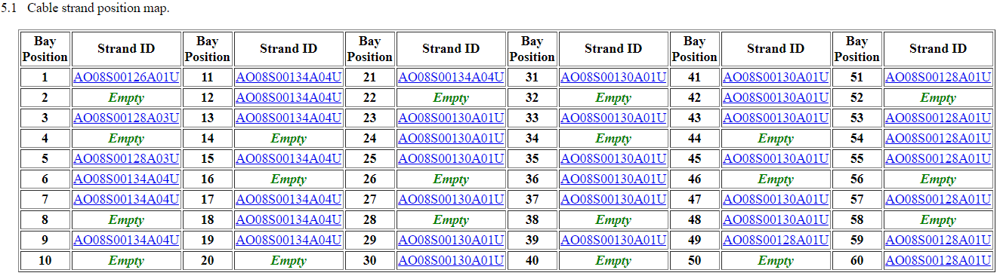 5.1 Cable strand position map.
Bay Position Strand ID Bay Position Strand ID Bay Position Strand ID Bay Position Strand ID Bay Position Strand ID Bay Position Strand ID
1 AO08S00126A01U 11 AO08S00134A04U 21 AO08S00134A04U 31 AO08S00130A01U 41 AO08S00130A01U 51 AO08S00128A01U
2 Empty 12 AO08S00134A04U 22 Empty 32 Empty 42 AO08S00130A01U 52 Empty
3 AO08S00128A03U 13 AO08S00134A04U 23 AO08S00130A01U 33 AO08S00130A01U 43 AO08S00130A01U 53 AO08S00128A01U
4 Empty 14 Empty 24 AO08S00130A01U 34 Empty 44 Empty 54 AO08S00128A01U
5 AO08S00128A03U 15 AO08S00134A04U 25 AO08S00130A01U 35 AO08S00130A01U 45 AO08S00130A01U 55 AO08S00128A01U
6 AO08S00134A04U 16 Empty 26 Empty 36 AO08S00130A01U 46 Empty 56 Empty
7 AO08S00134A04U 17 AO08S00134A04U 27 AO08S00130A01U 37 AO08S00130A01U 47 AO08S00130A01U 57 AO08S00128A01U
8 Empty 18 AO08S00134A04U 28 Empty 38 Empty 48 AO08S00130A01U 58 Empty
9 AO08S00134A04U 19 AO08S00134A04U 29 AO08S00130A01U 39 AO08S00130A01U 49 AO08S00128A01U 59 AO08S00128A01U
10 Empty 20 Empty 30 AO08S00130A01U 40 Empty 50 Empty 60 AO08S00128A01U